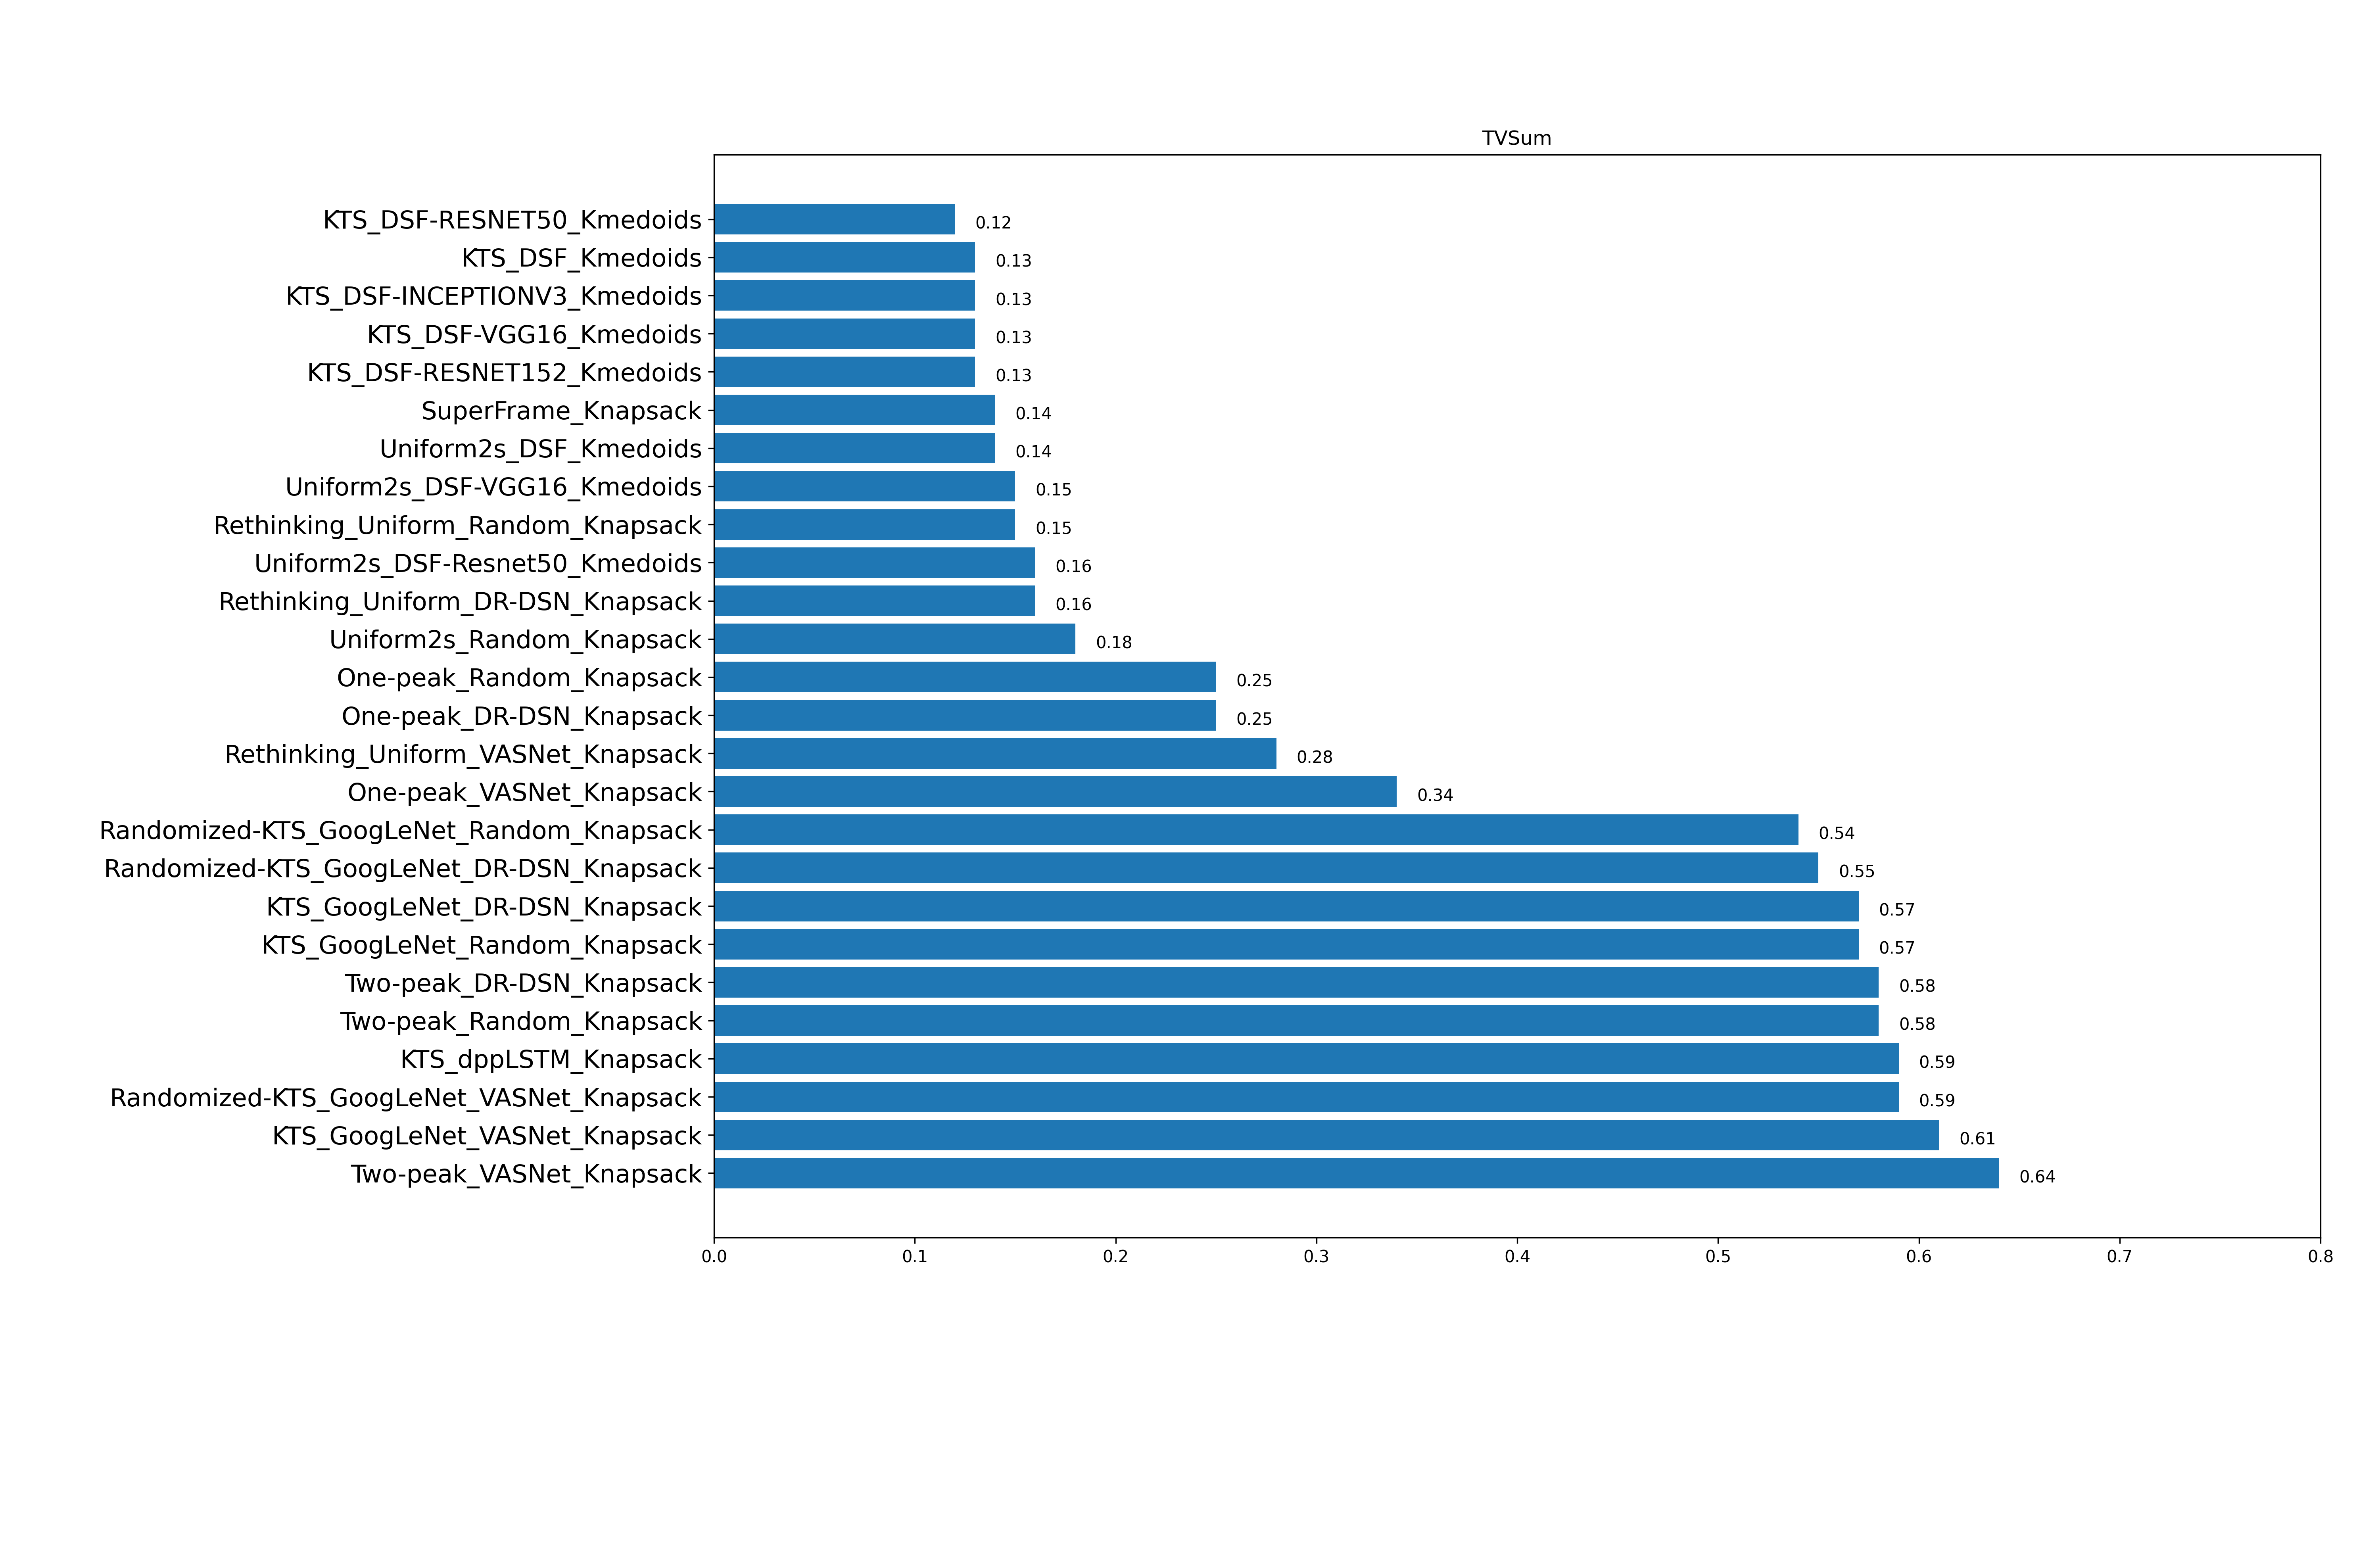 TVSum
KTS_DSF-RESNET50_Kmedoids 0.12
KTS_DSF_Kmedoids 0.13
KTS_DSF-INCEPTIONV3_Kmedoids 0.13
KTS_DSF-VGG16_Kmedoids 0.13
KTS_DSF-RESNET152_Kmedoids 0.13
SuperFrame_Knapsack 0.14
Uniform2s_DSF_Kmedoids 0.14
Uniform2s_DSF-VGG16_Kmedoids 0.15
Rethinking_Uniform_Random_Knapsack 0.15
Uniform2s_DSF-Resnet50_Kmedoids 0.16
Rethinking_Uniform_DR-DSN_Knapsack 0.16
Uniform2s_Random_Knapsack 0.18
One-peak_Random_Knapsack 0.25
One-peak_DR-DSN_Knapsack 0.25
Rethinking_Uniform_VASNet_Knapsack 0.28
One-peak_VASNet_Knapsack 0.34
Randomized-KTS_GoogLeNet_Random_Knapsack 0.54
Randomized-KTS_GoogLeNet_DR-DSN_Knapsack 0.55
KTS_GoogLeNet_DR-DSN_Knapsack 0.57
KTS_GoogLeNet_Random_Knapsack 0.57
Two-peak_DR-DSN_Knapsack 0.58
Two-peak_Random_Knapsack 0.58
KTS_dppLSTM_Knapsack 0.59
Randomized-KTS_GoogLeNet_VASNet_Knapsack 0.59
KTS_GoogLeNet_VASNet_Knapsack 0.61
Two-peak_VASNet_Knapsack 0.64
0.0 0.1 0.2 0.3 0.4 0.5 0.6 0.7 0.8